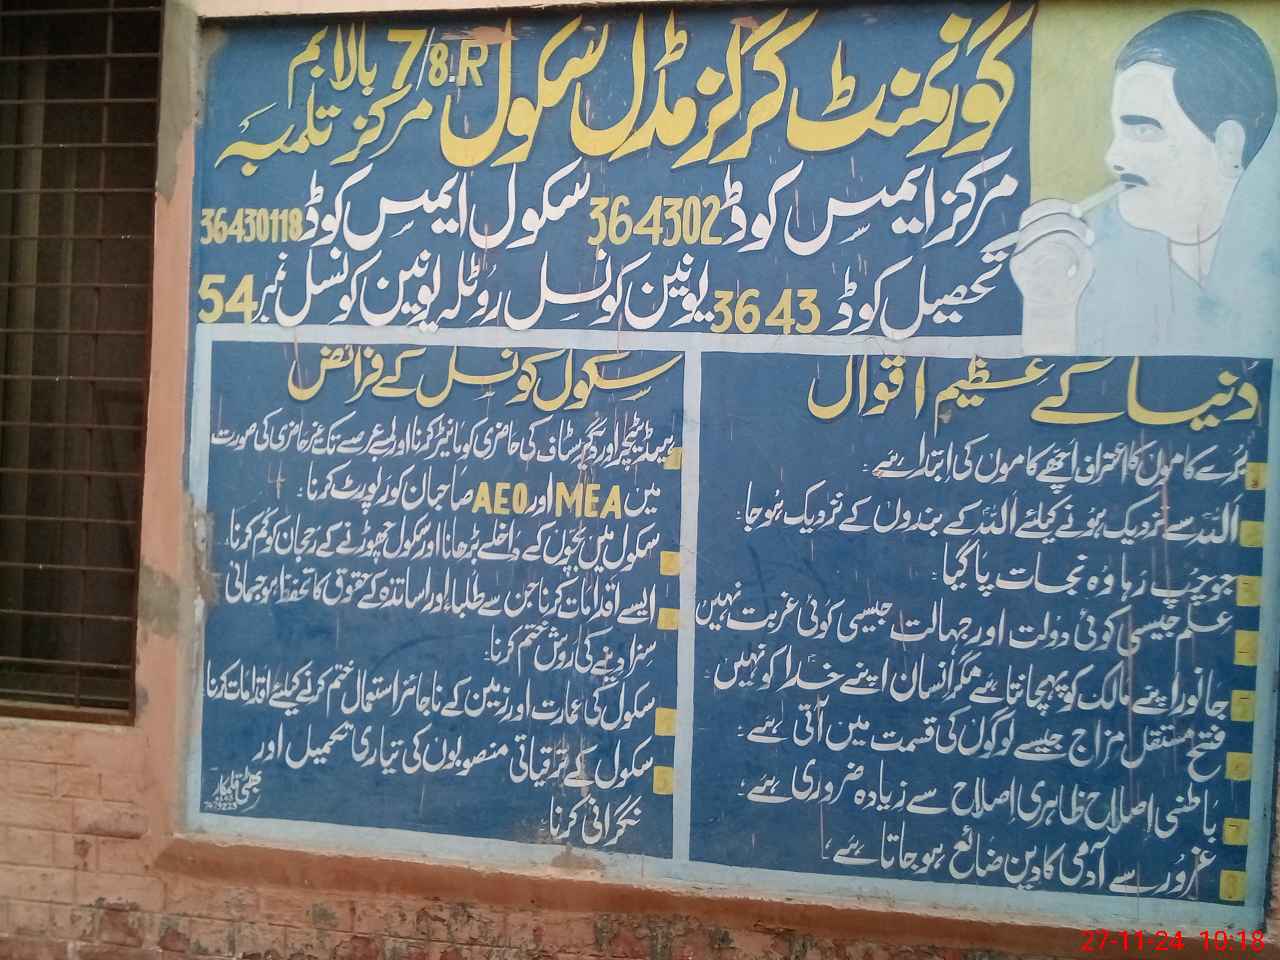 گورنمنٹ گرلز مڈل سکول 7/8.R بالا بم
مرکز تلمبہ
مرکز ایمس کوڈ 364302 سکول ایمس کوڈ 36430118
تحصیل کوڈ 3643 یونین کونسل روٹلہ یونین کونسل نمبر 54
دنیا کے عظیم اقوال
بُرے کاموں کا اعتراف اچھے کاموں کی ابتدا ہے۔
اللہ سے نزدیک ہونے کیلئے اللہ کے بندوں کے نزدیک ہو جا۔
جو چپ رہا وہ نجات پا گیا۔
علم جیسی کوئی دولت اور جہالت جیسی کوئی غربت نہیں
جانور اپنے مالک کو پہچانتا ہے مگر انسان اپنے خدا کو نہیں۔
فتح مستقل مزاج جیسے لوگوں کی قسمت میں آتی ہے۔
باطنی اصلاح ظاہری اصلاح سے زیادہ ضروری ہے۔
8 غرور سے آدمی کا دین ضائع ہو جاتا ہے۔
سکول کونسل کے فرائض
ہیڈ ٹیچر اور دیگر سٹاف کی حاضری کو مانیٹر کرنا اور لمبے عرصے تک غیر حاضری کی صورت
میں MEA اور AEO صاحبان کو رپورٹ کرنا۔
سکول میں بچوں کے داخلے بڑھانا اور سکول چھوڑنے کے رجحان کو کم کرنا۔
ایسے اقدامات کرنا جن سے طلباء اور اساتذہ کے حقوق کا تحفظ ہو جسمانی
سزا دینے کی روش ختم کرنا۔
سکول کی عمارت اور زمین کے ناجائز استعمال ختم کرنے کیلئے اقدامات کرنا
سکول کے ترقیاتی منصوبوں کی تیاری تکمیل اور
نگرانی کرنا۔
بھٹی قلمکار
27-11-24 10:18